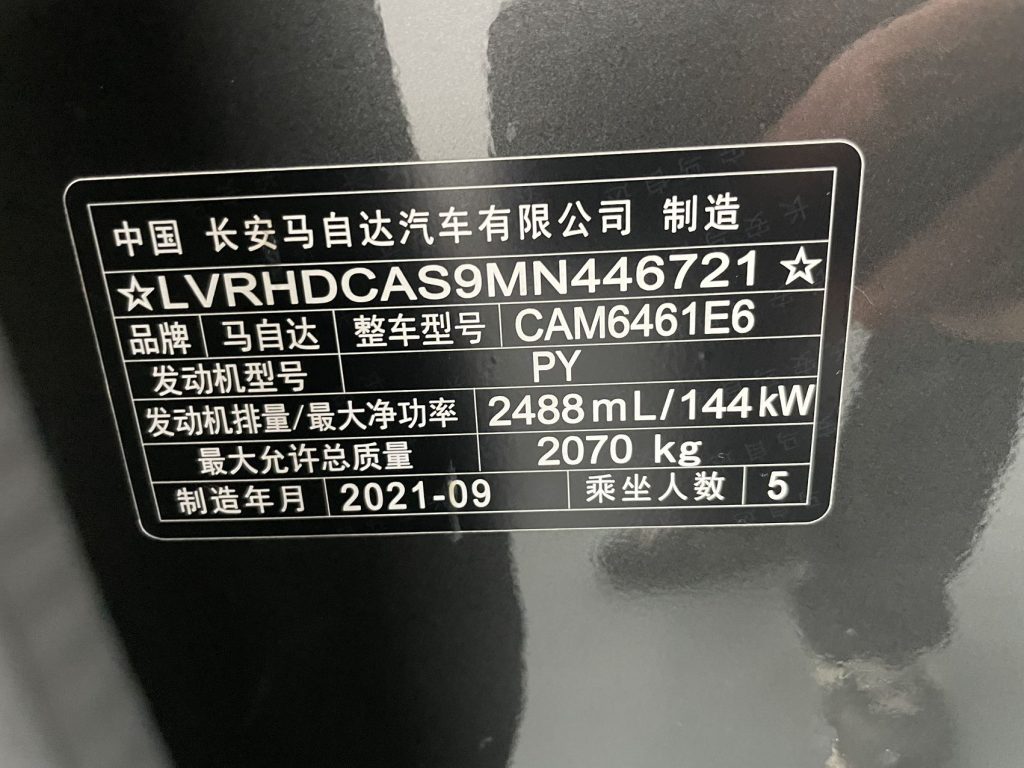 中国 长安马自达汽车有限公司 制造
☆LVRHDCAS9MN446721☆
品牌 马自达 整车型号 CAM6461E6
发动机型号 PY
发动机排量/最大净功率 2488mL/144kW
最大允许总质量 2070 kg
制造年月 2021-09 乘坐人数 5